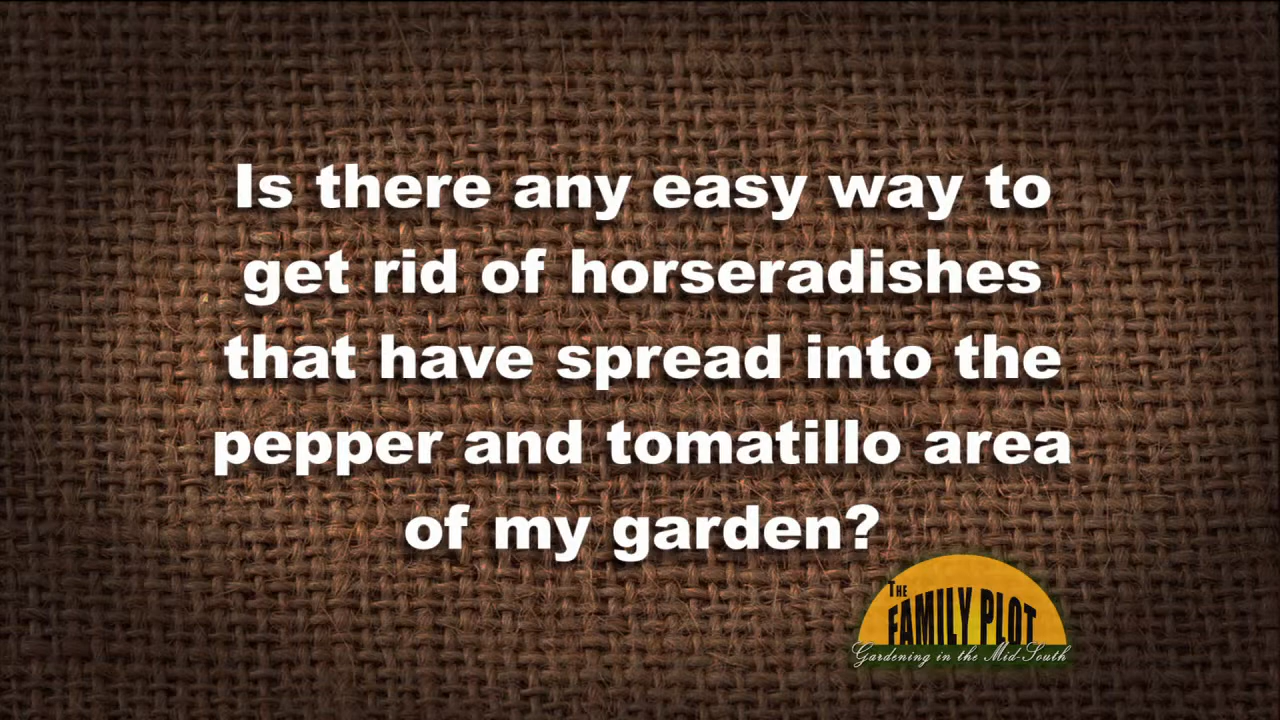 Is there any easy way to
get rid of horseradishes
that have spread into the
pepper and tomatillo area
of my garden?
THE
FAMILY PLOT
Gardening in the Mid-South